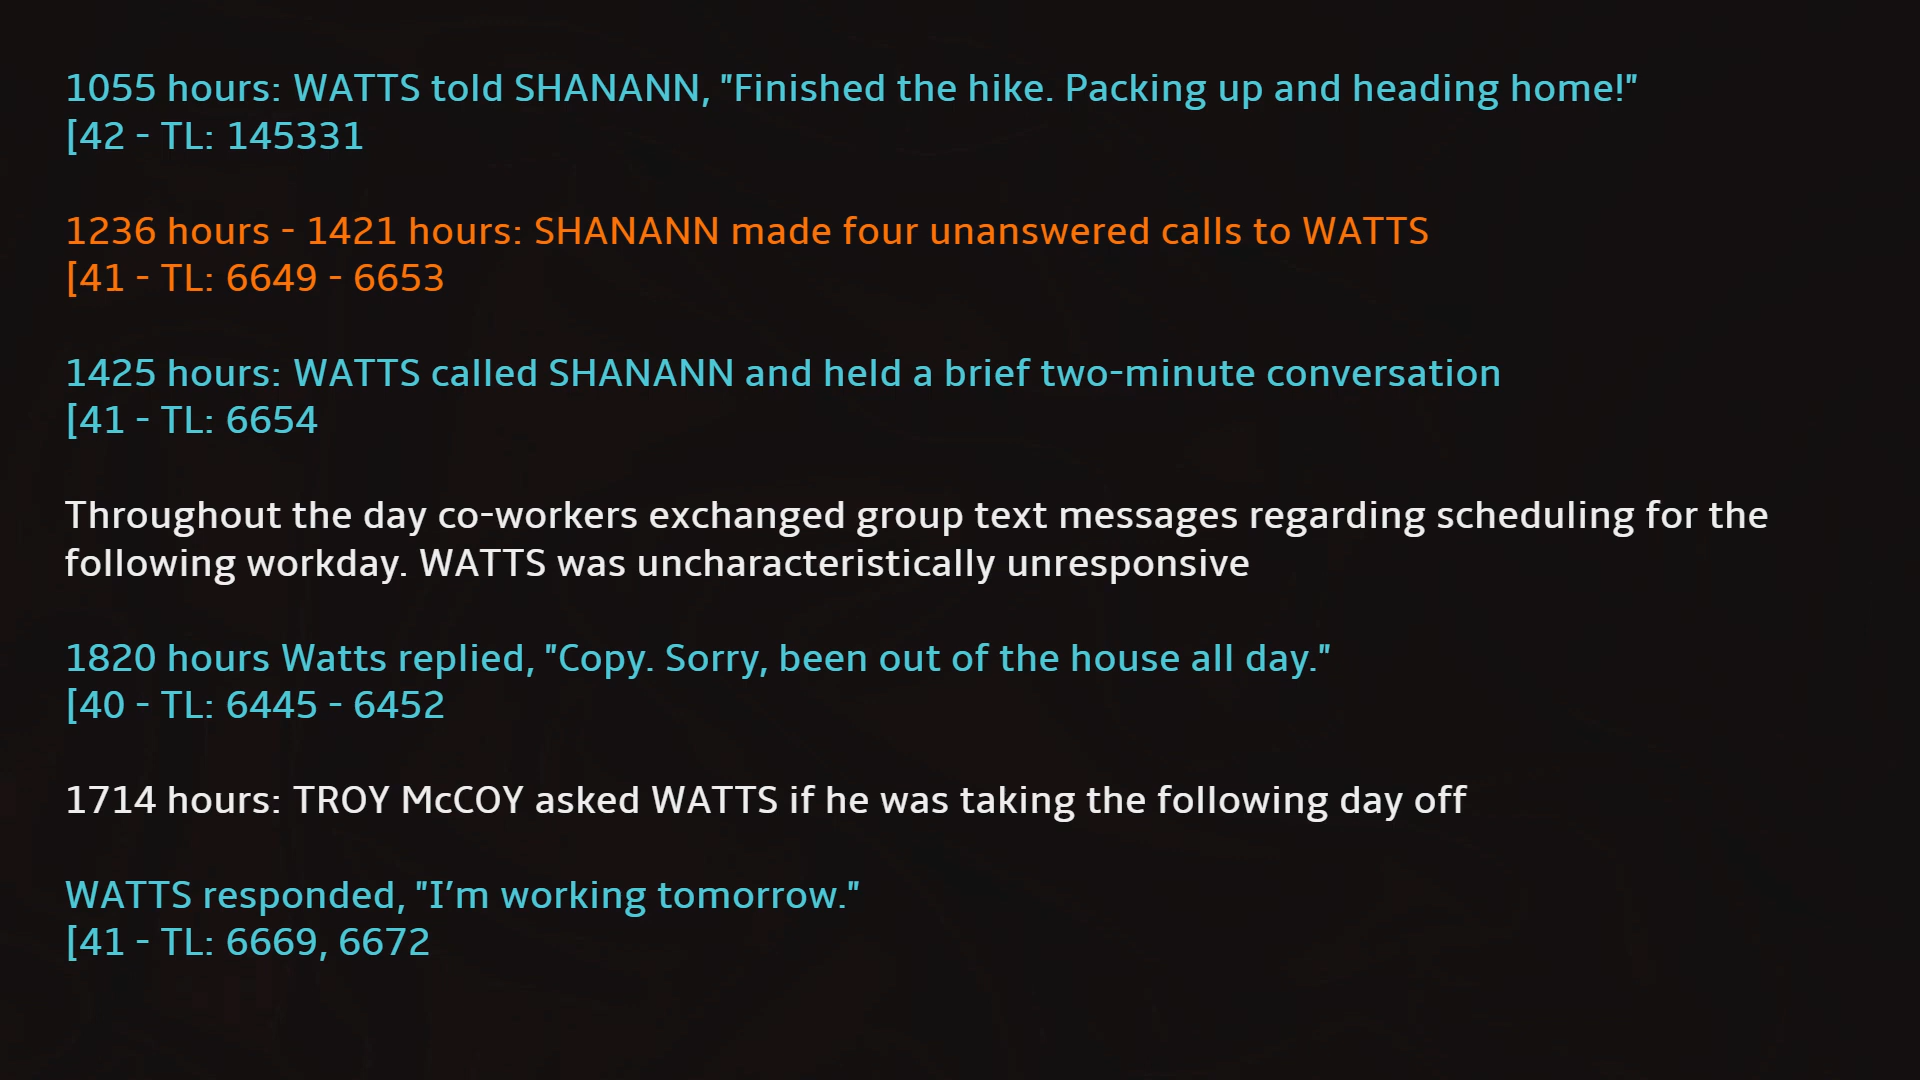 1055 hours: WATTS told SHANANN, "Finished the hike. Packing up and heading home!"
[42 - TL: 145331
1236 hours - 1421 hours: SHANANN made four unanswered calls to WATTS
[41 - TL: 6649 - 6653
1425 hours: WATTS called SHANANN and held a brief two-minute conversation
[41 - TL: 6654
Throughout the day co-workers exchanged group text messages regarding scheduling for the
following workday. WATTS was uncharacteristically unresponsive
1820 hours Watts replied, "Copy. Sorry, been out of the house all day."
[40 - TL: 6445 - 6452
1714 hours: TROY McCOY asked WATTS if he was taking the following day off
WATTS responded, "I’m working tomorrow."
[41 - TL: 6669, 6672